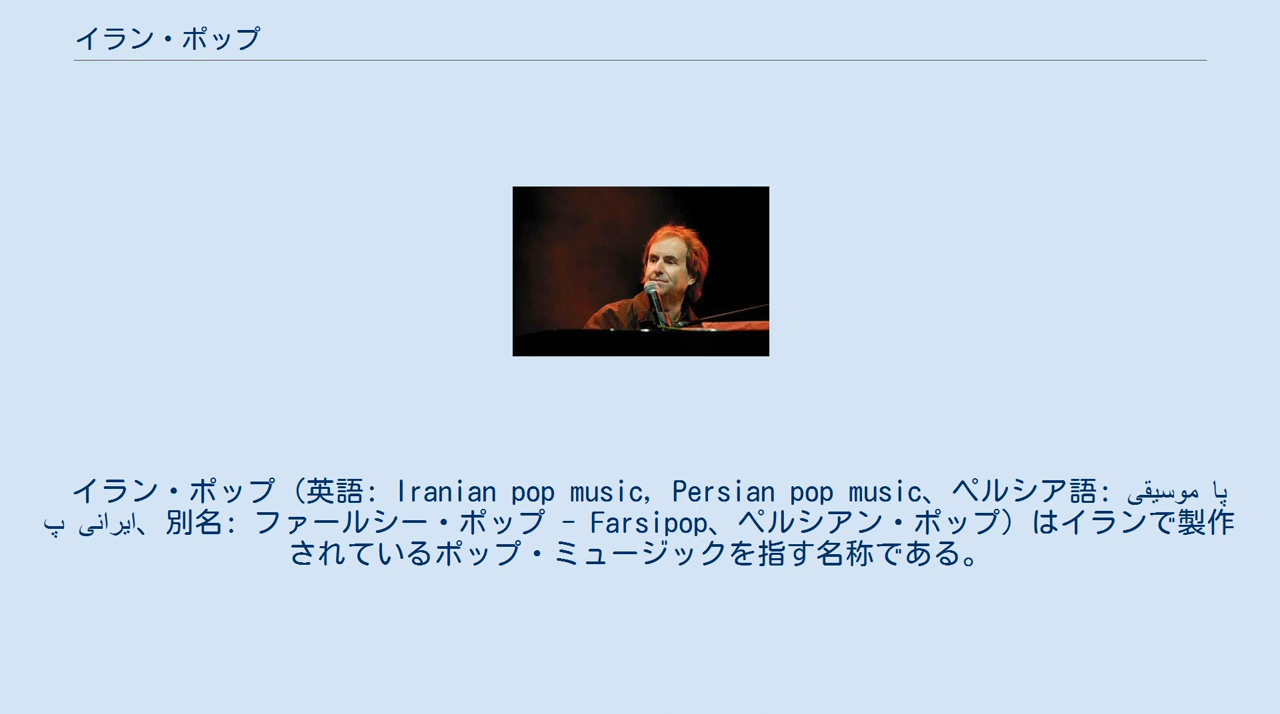 イラン・ポップ
イラン・ポップ（英語: Iranian pop music, Persian pop music、ペルシア語: پا موسیقی
ایرانی پ、別名: ファールシー・ポップ - Farsipop、ペルシアン・ポップ）はイランで製作
されているポップ・ミュージックを指す名称である。